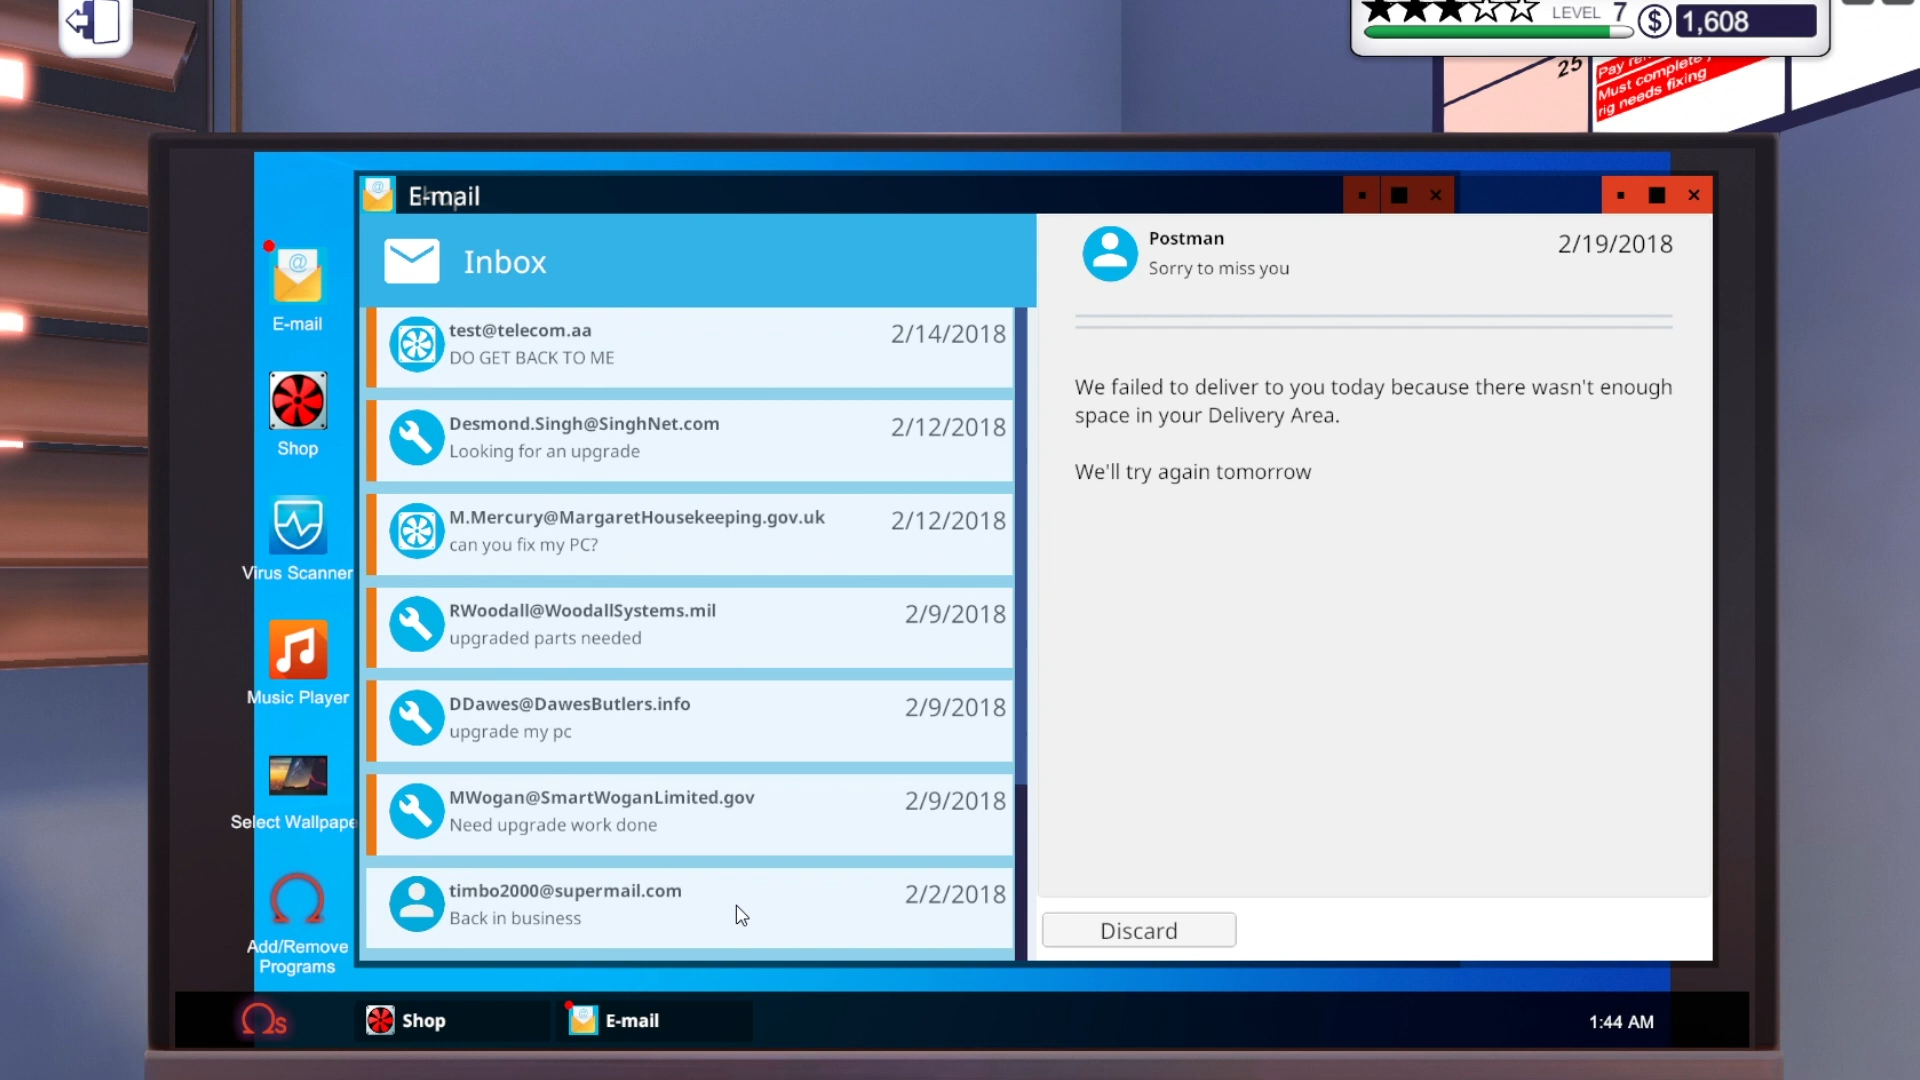 LEVEL 7
$ 1,608
25
Must complete
rig needs fixing
E-mail
Inbox
test@telecom.aa
2/14/2018
DO GET BACK TO ME
Desmond.Singh@SinghNet.com
2/12/2018
Looking for an upgrade
M.Mercury@MargaretHousekeeping.gov.uk
2/12/2018
can you fix my PC?
RWoodall@WoodallSystems.mil
2/9/2018
upgraded parts needed
DDawes@DawesButlers.info
2/9/2018
upgrade my pc
MWogan@SmartWoganLimited.gov
2/9/2018
Need upgrade work done
timbo2000@supermail.com
2/2/2018
Back in business
Postman
2/19/2018
Sorry to miss you
We failed to deliver to you today because there wasn't enough
space in your Delivery Area.
We'll try again tomorrow
Discard
E-mail
Shop
Virus Scanner
Music Player
Select Wallpape
Add/Remove
Programs
Ωs
Shop
E-mail
1:44 AM